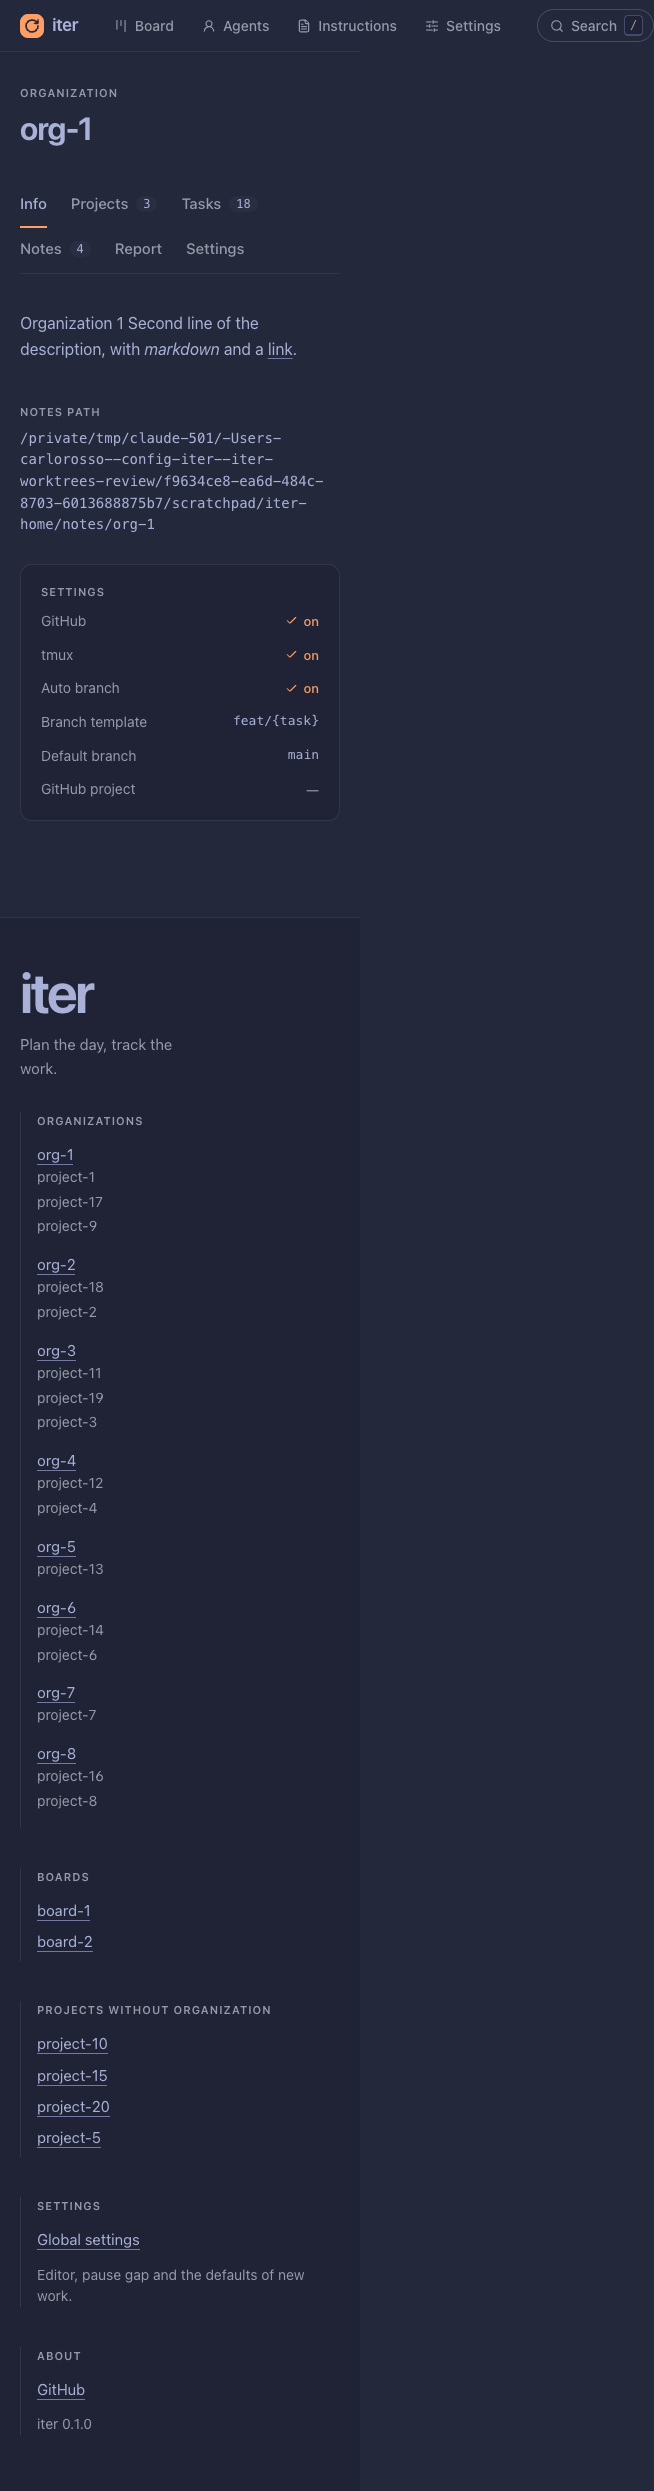 iter Board Agents Instructions Settings Search /
ORGANIZATION
org-1
Info Projects 3 Tasks 18
Notes 4 Report Settings
Organization 1 Second line of the
description, with markdown and a link.
NOTES PATH
/private/tmp/claude-501/-Users-
carlorosso--config-iter--iter-
worktrees-review/f9634ce8-ea6d-484c-
8703-6013688875b7/scratchpad/iter-
home/notes/org-1
SETTINGS
GitHub ✓ on
tmux ✓ on
Auto branch ✓ on
Branch template feat/{task}
Default branch main
GitHub project —
iter
Plan the day, track the
work.
ORGANIZATIONS
org-1
project-1
project-17
project-9
org-2
project-18
project-2
org-3
project-11
project-19
project-3
org-4
project-12
project-4
org-5
project-13
org-6
project-14
project-6
org-7
project-7
org-8
project-16
project-8
BOARDS
board-1
board-2
PROJECTS WITHOUT ORGANIZATION
project-10
project-15
project-20
project-5
SETTINGS
Global settings
Editor, pause gap and the defaults of new
work.
ABOUT
GitHub
iter 0.1.0